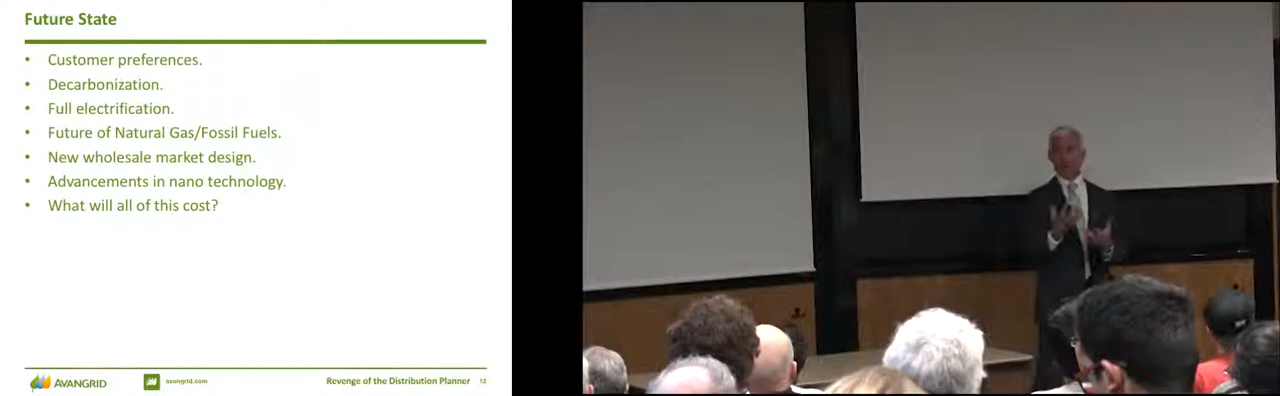 Future State
• Customer preferences.
• Decarbonization.
• Full electrification.
• Future of Natural Gas/Fossil Fuels.
• New wholesale market design.
• Advancements in nano technology.
• What will all of this cost?
AVANGRID
avangrid.com
Revenge of the Distribution Planner 12